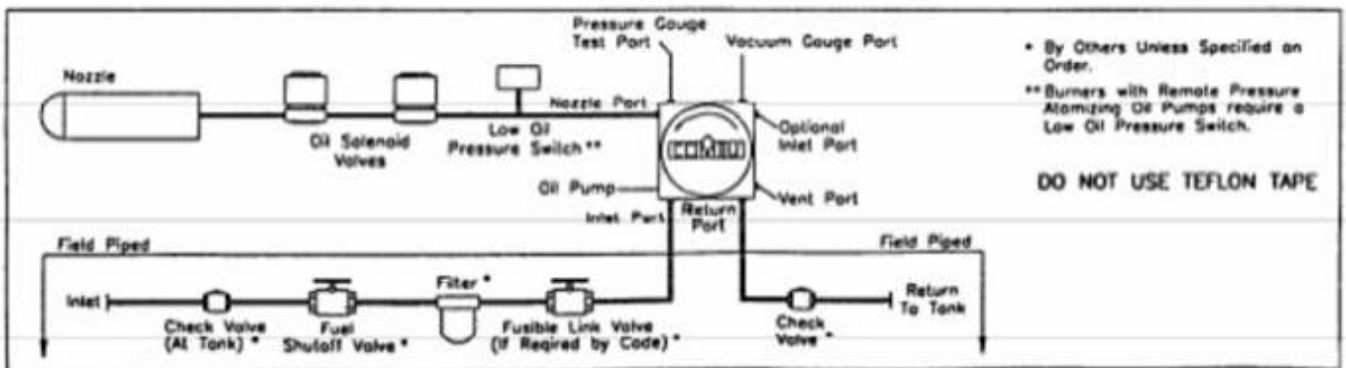 Pressure Gauge
Test Port
Vacuum Gauge Port
* By Others Unless Specified on
Order.
** Burners with Remote Pressure
Atomizing Oil Pumps require a
Low Oil Pressure Switch.
DO NOT USE TEFLON TAPE
Nozzle
Oil Solenoid
Valves
Low Oil
Pressure Switch **
Nozzle Port
Optional
Inlet Port
Oil Pump
Vent Port
Inlet Port
Return
Port
Field Piped
Field Piped
Inlet
Check Valve
(At Tank) *
Fuel
Shutoff Valve *
Filter *
Fusible Link Valve
(If Reqired by Code) *
Check
Valve *
Return
To Tank